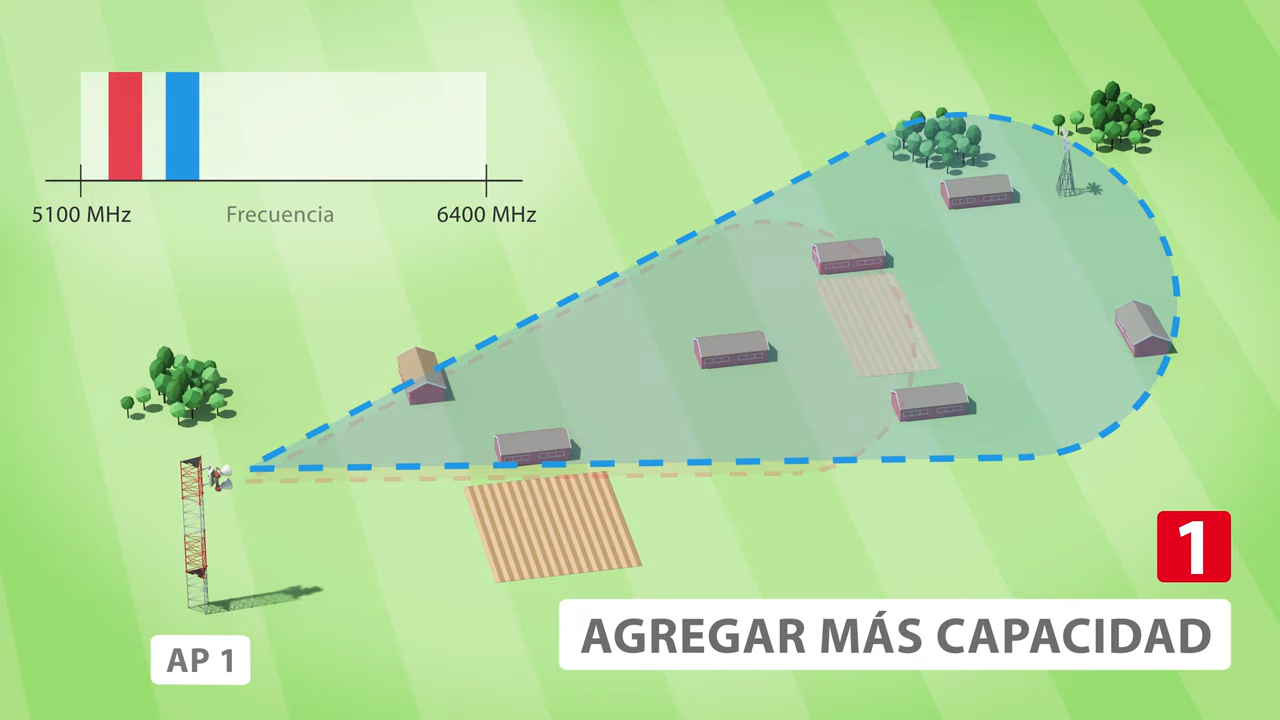 5100 MHz
Frecuencia
6400 MHz
1
AGREGAR MÁS CAPACIDAD
AP 1